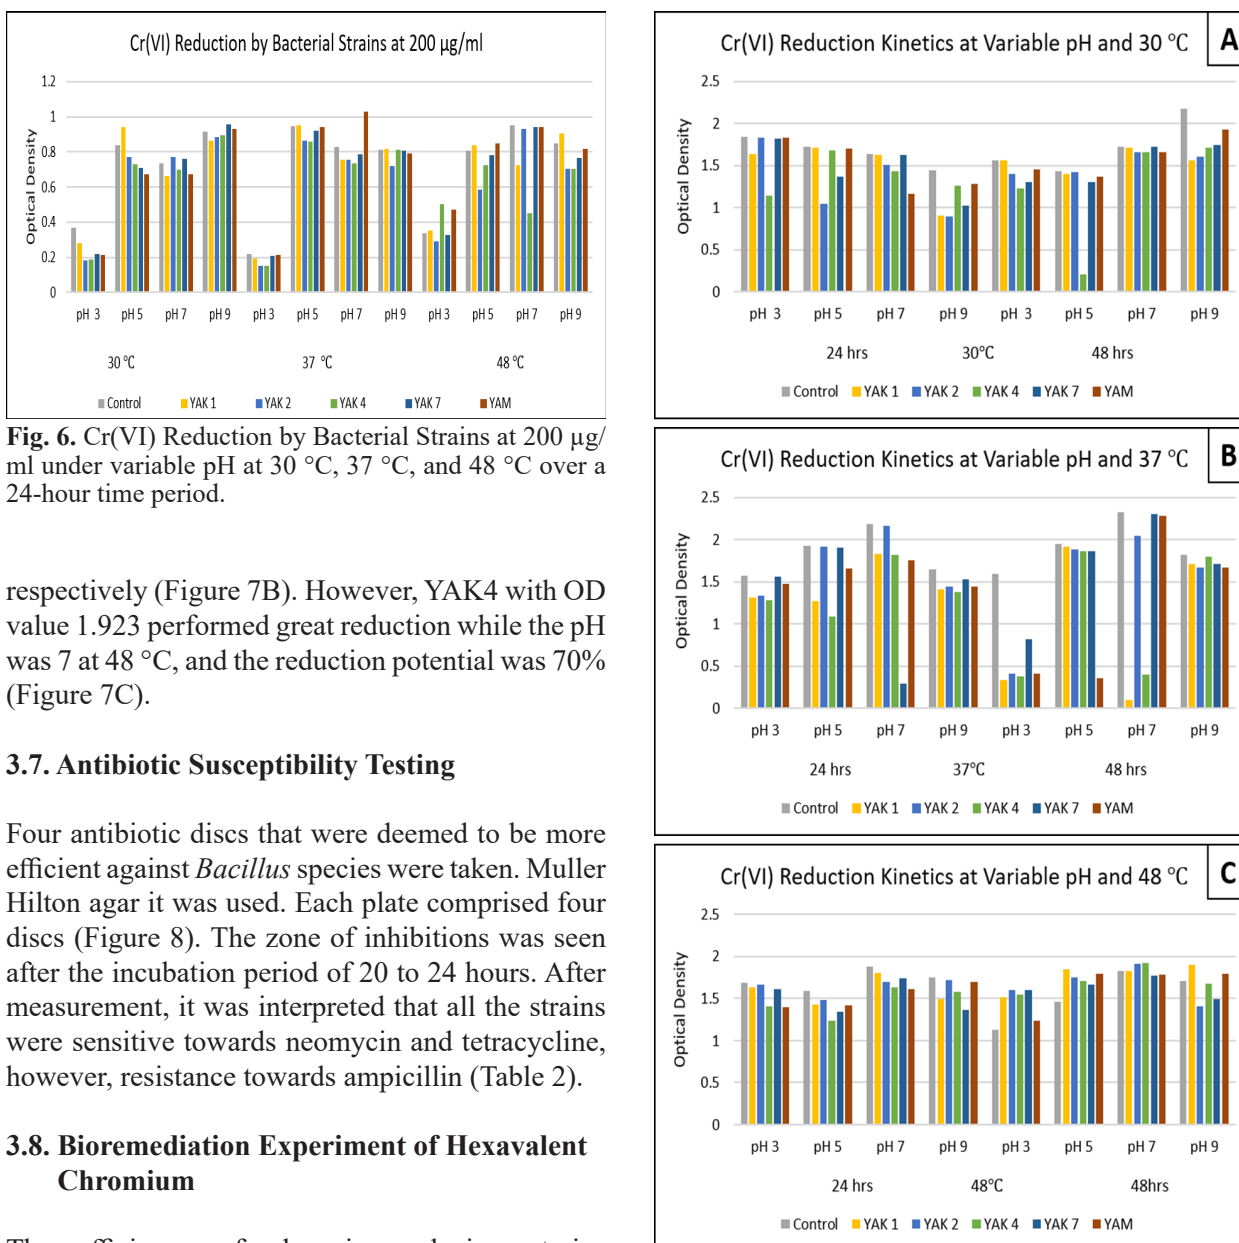 Cr(VI) Reduction by Bacterial Strains at 200 µg/ml
1.2
1
0.8
0.6
0.4
0.2
0
Optical Density
pH 3 pH 5 pH 7 pH 9 pH 3 pH 5 pH 7 pH 9 pH 3 pH 5 pH 7 pH 9
30 °C 37 °C 48 °C
Control YAK 1 YAK 2 YAK 4 YAK 7 YAM
Fig. 6. Cr(VI) Reduction by Bacterial Strains at 200 µg/
ml under variable pH at 30 °C, 37 °C, and 48 °C over a
24-hour time period.
respectively (Figure 7B). However, YAK4 with OD
value 1.923 performed great reduction while the pH
was 7 at 48 °C, and the reduction potential was 70%
(Figure 7C).
3.7. Antibiotic Susceptibility Testing
Four antibiotic discs that were deemed to be more
efficient against Bacillus species were taken. Muller
Hilton agar it was used. Each plate comprised four
discs (Figure 8). The zone of inhibitions was seen
after the incubation period of 20 to 24 hours. After
measurement, it was interpreted that all the strains
were sensitive towards neomycin and tetracycline,
however, resistance towards ampicillin (Table 2).
3.8. Bioremediation Experiment of Hexavalent
Chromium
Cr(VI) Reduction Kinetics at Variable pH and 30 °C
A
2.5
2
1.5
1
0.5
0
Optical Density
pH 3 pH 5 pH 7 pH 9 pH 3 pH 5 pH 7 pH 9
24 hrs 30°C 48 hrs
Control YAK 1 YAK 2 YAK 4 YAK 7 YAM
Cr(VI) Reduction Kinetics at Variable pH and 37 °C
B
2.5
2
1.5
1
0.5
0
Optical Density
pH 3 pH 5 pH 7 pH 9 pH 3 pH 5 pH 7 pH 9
24 hrs 37°C 48 hrs
Control YAK 1 YAK 2 YAK 4 YAK 7 YAM
Cr(VI) Reduction Kinetics at Variable pH and 48 °C
C
2.5
2
1.5
1
0.5
0
Optical Density
pH 3 pH 5 pH 7 pH 9 pH 3 pH 5 pH 7 pH 9
24 hrs 48°C 48hrs
Control YAK 1 YAK 2 YAK 4 YAK 7 YAM